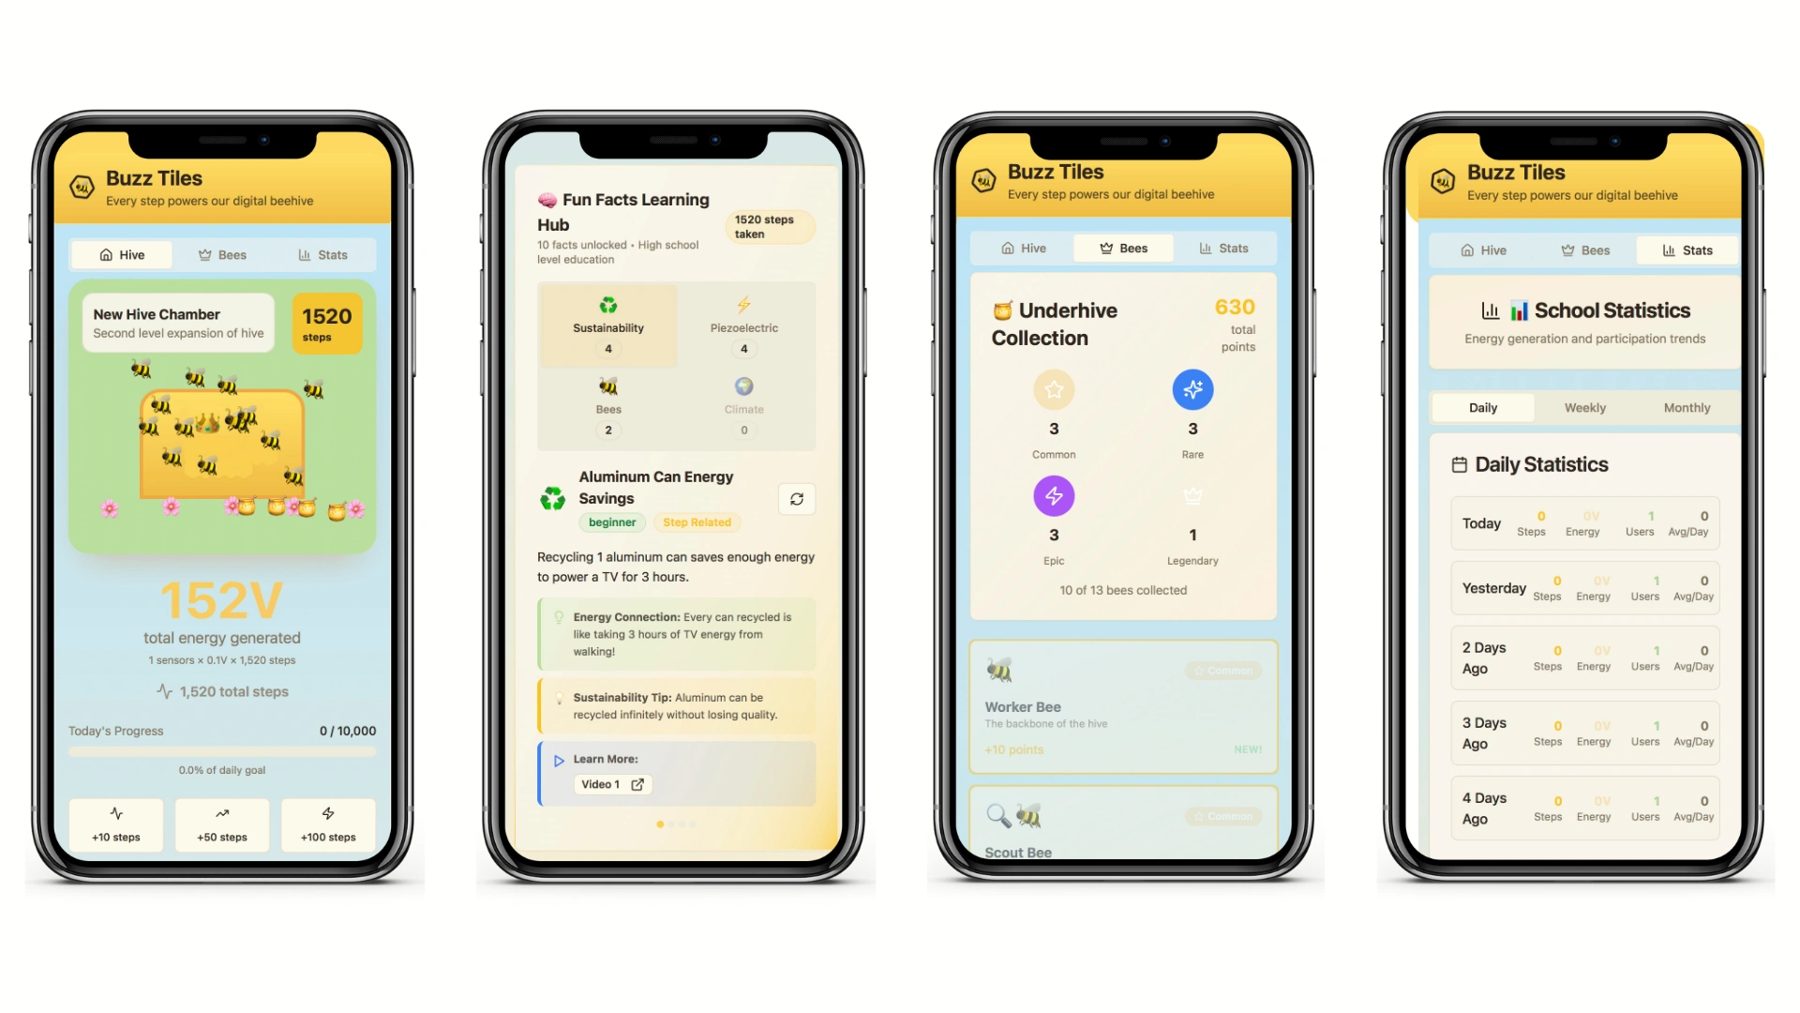 Buzz Tiles
Every step powers our digital beehive
Hive
Bees
Stats
New Hive Chamber
Second level expansion of hive
1520
steps
152V
total energy generated
1 sensors × 0.1V × 1,520 steps
1,520 total steps
Today's Progress
0 / 10,000
0.0% of daily goal
+10 steps
+50 steps
+100 steps
Fun Facts Learning
Hub
10 facts unlocked • High school
level education
1520 steps
taken
Sustainability
4
Piezoelectric
4
Bees
2
Climate
0
Aluminum Can Energy
Savings
beginner
Step Related
Recycling 1 aluminum can saves enough energy
to power a TV for 3 hours.
Energy Connection: Every can recycled is
like taking 3 hours of TV energy from
walking!
Sustainability Tip: Aluminum can be
recycled infinitely without losing quality.
Learn More:
Video 1
Buzz Tiles
Every step powers our digital beehive
Hive
Bees
Stats
Underhive
Collection
630
total
points
3
Common
3
Rare
3
Epic
1
Legendary
10 of 13 bees collected
Common
Worker Bee
The backbone of the hive
+10 points
NEW!
Common
Scout Bee
Buzz Tiles
Every step powers our digital beehive
Hive
Bees
Stats
School Statistics
Energy generation and participation trends
Daily
Weekly
Monthly
Daily Statistics
Today
0
Steps
0V
Energy
1
Users
0
Avg/Day
Yesterday
0
Steps
0V
Energy
1
Users
0
Avg/Day
2 Days
Ago
0
Steps
0V
Energy
1
Users
0
Avg/Day
3 Days
Ago
0
Steps
0V
Energy
1
Users
0
Avg/Day
4 Days
Ago
0
Steps
0V
Energy
1
Users
0
Avg/Day